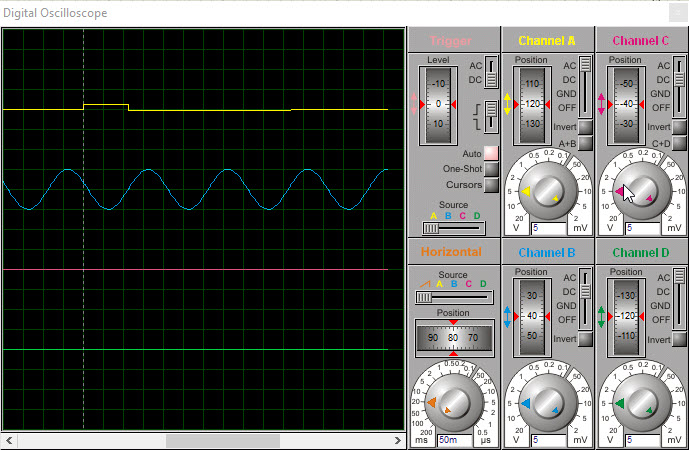 Digital Oscilloscope
Trigger
Level
-10
0
10
AC
DC
Auto
One-Shot
Cursors
Source
A B C D
Channel A
Position
110
120
130
AC
DC
GND
OFF
Invert
A+B
20 10 5 2 1 0.5 0.2 0.1 50 20 10 5 2
V 5 mV
Channel C
Position
-50
-40
-30
AC
DC
GND
OFF
Invert
C+D
20 10 5 2 1 0.5 0.2 0.1 50 20 10 5 2
V 5 mV
Horizontal
Source
A B C D
Position
90 80 70
200 100 50 20 10 5 2 1 0.5 0.2 0.1 50 20 10 5 2 1 0.5
ms 50m µs
Channel B
Position
30
40
50
AC
DC
GND
OFF
Invert
20 10 5 2 1 0.5 0.2 0.1 50 20 10 5 2
V 5 mV
Channel D
Position
-130
-120
-110
AC
DC
GND
OFF
Invert
20 10 5 2 1 0.5 0.2 0.1 50 20 10 5 2
V 5 mV